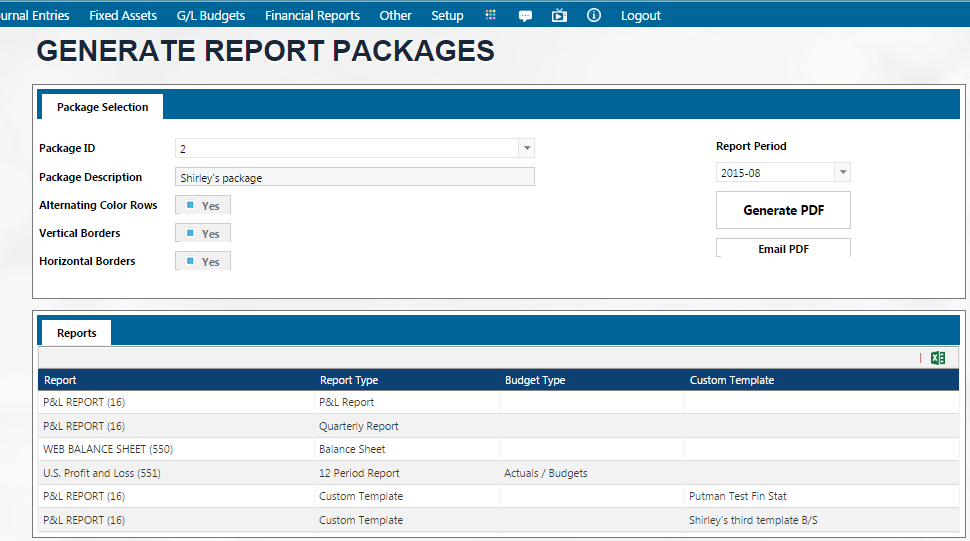 urnal Entries Fixed Assets G/L Budgets Financial Reports Other Setup Logout
GENERATE REPORT PACKAGES
Package Selection
Package ID 2 Report Period
Package Description Shirley's package 2015-08
Alternating Color Rows Yes Generate PDF
Vertical Borders Yes Email PDF
Horizontal Borders Yes
Reports
Report Report Type Budget Type Custom Template
P&L REPORT (16) P&L Report
P&L REPORT (16) Quarterly Report
WEB BALANCE SHEET (550) Balance Sheet
U.S. Profit and Loss (551) 12 Period Report Actuals / Budgets
P&L REPORT (16) Custom Template Putman Test Fin Stat
P&L REPORT (16) Custom Template Shirley's third template B/S